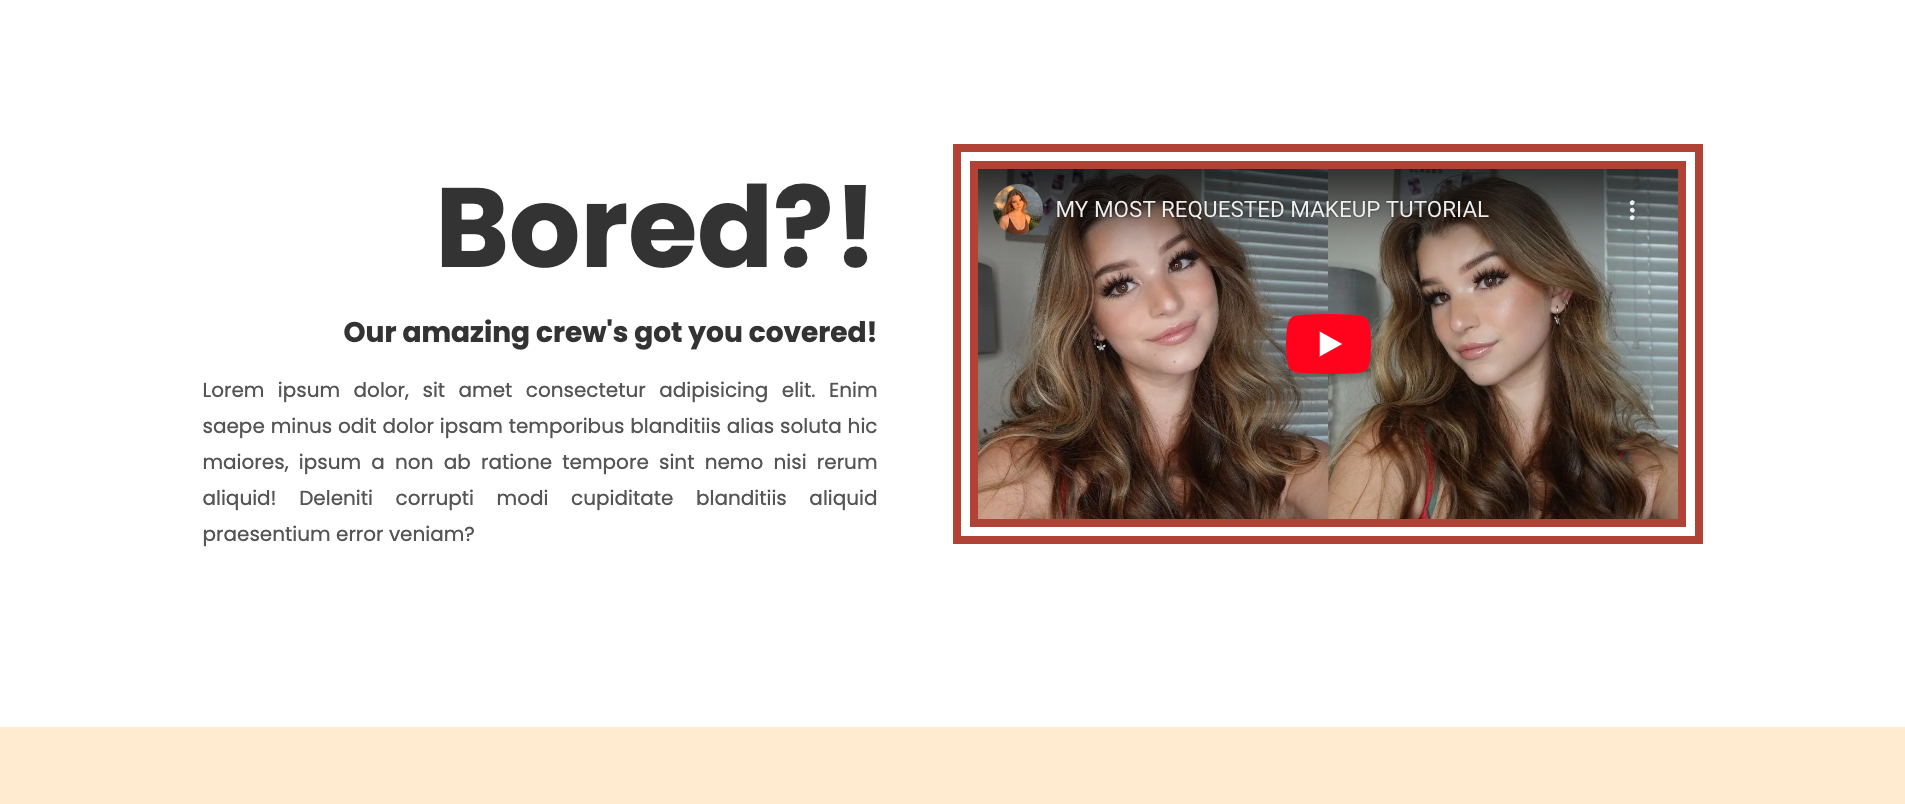 Bored?!
Our amazing crew's got you covered!
Lorem ipsum dolor, sit amet consectetur adipisicing elit. Enim
saepe minus odit dolor ipsam temporibus blanditiis alias soluta hic
maiores, ipsum a non ab ratione tempore sint nemo nisi rerum
aliquid! Deleniti corrupti modi cupiditate blanditiis aliquid
praesentium error veniam?
MY MOST REQUESTED MAKEUP TUTORIAL